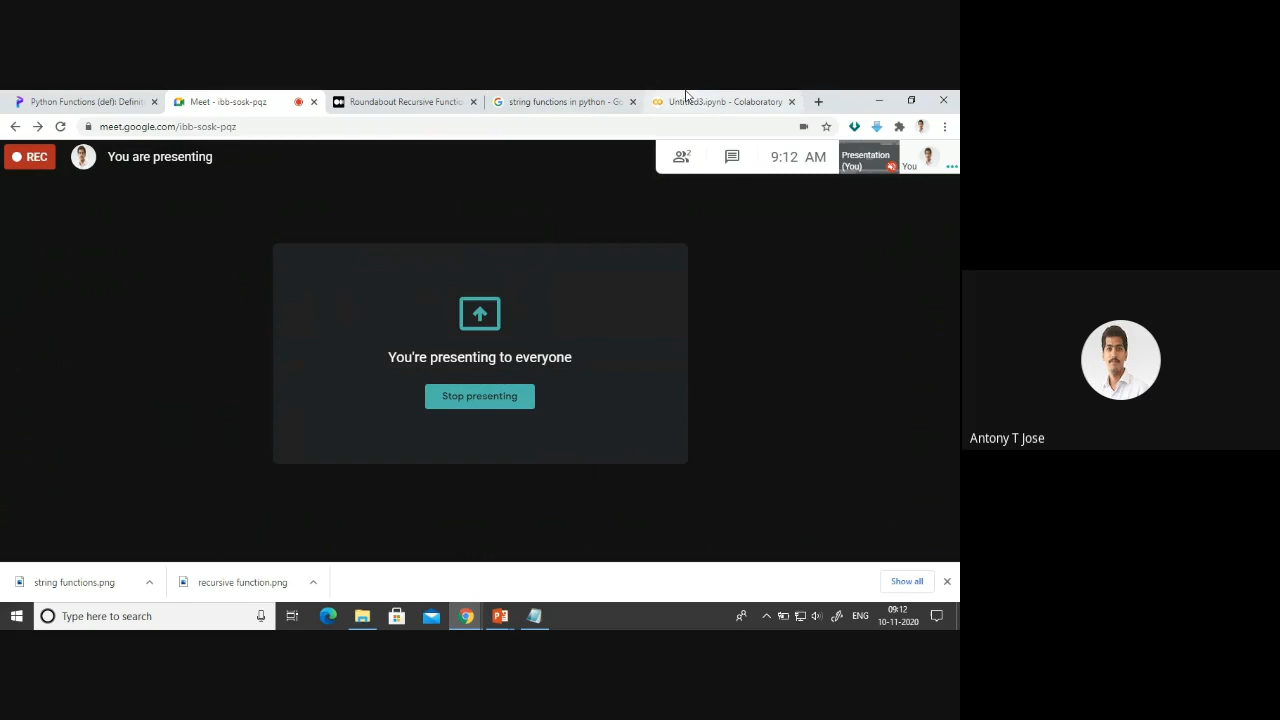 Python Functions (def): Definiti
Meet - ibb-sosk-pqz
Roundabout Recursive Functio
string functions in python - Go
Untitled3.ipynb - Colaboratory
meet.google.com/ibb-sosk-pqz
REC
You are presenting
2
9:12 AM
Presentation
(You)
You
You're presenting to everyone
Stop presenting
Antony T Jose
string functions.png
recursive function.png
Show all
Type here to search
ENG
09:12
10-11-2020